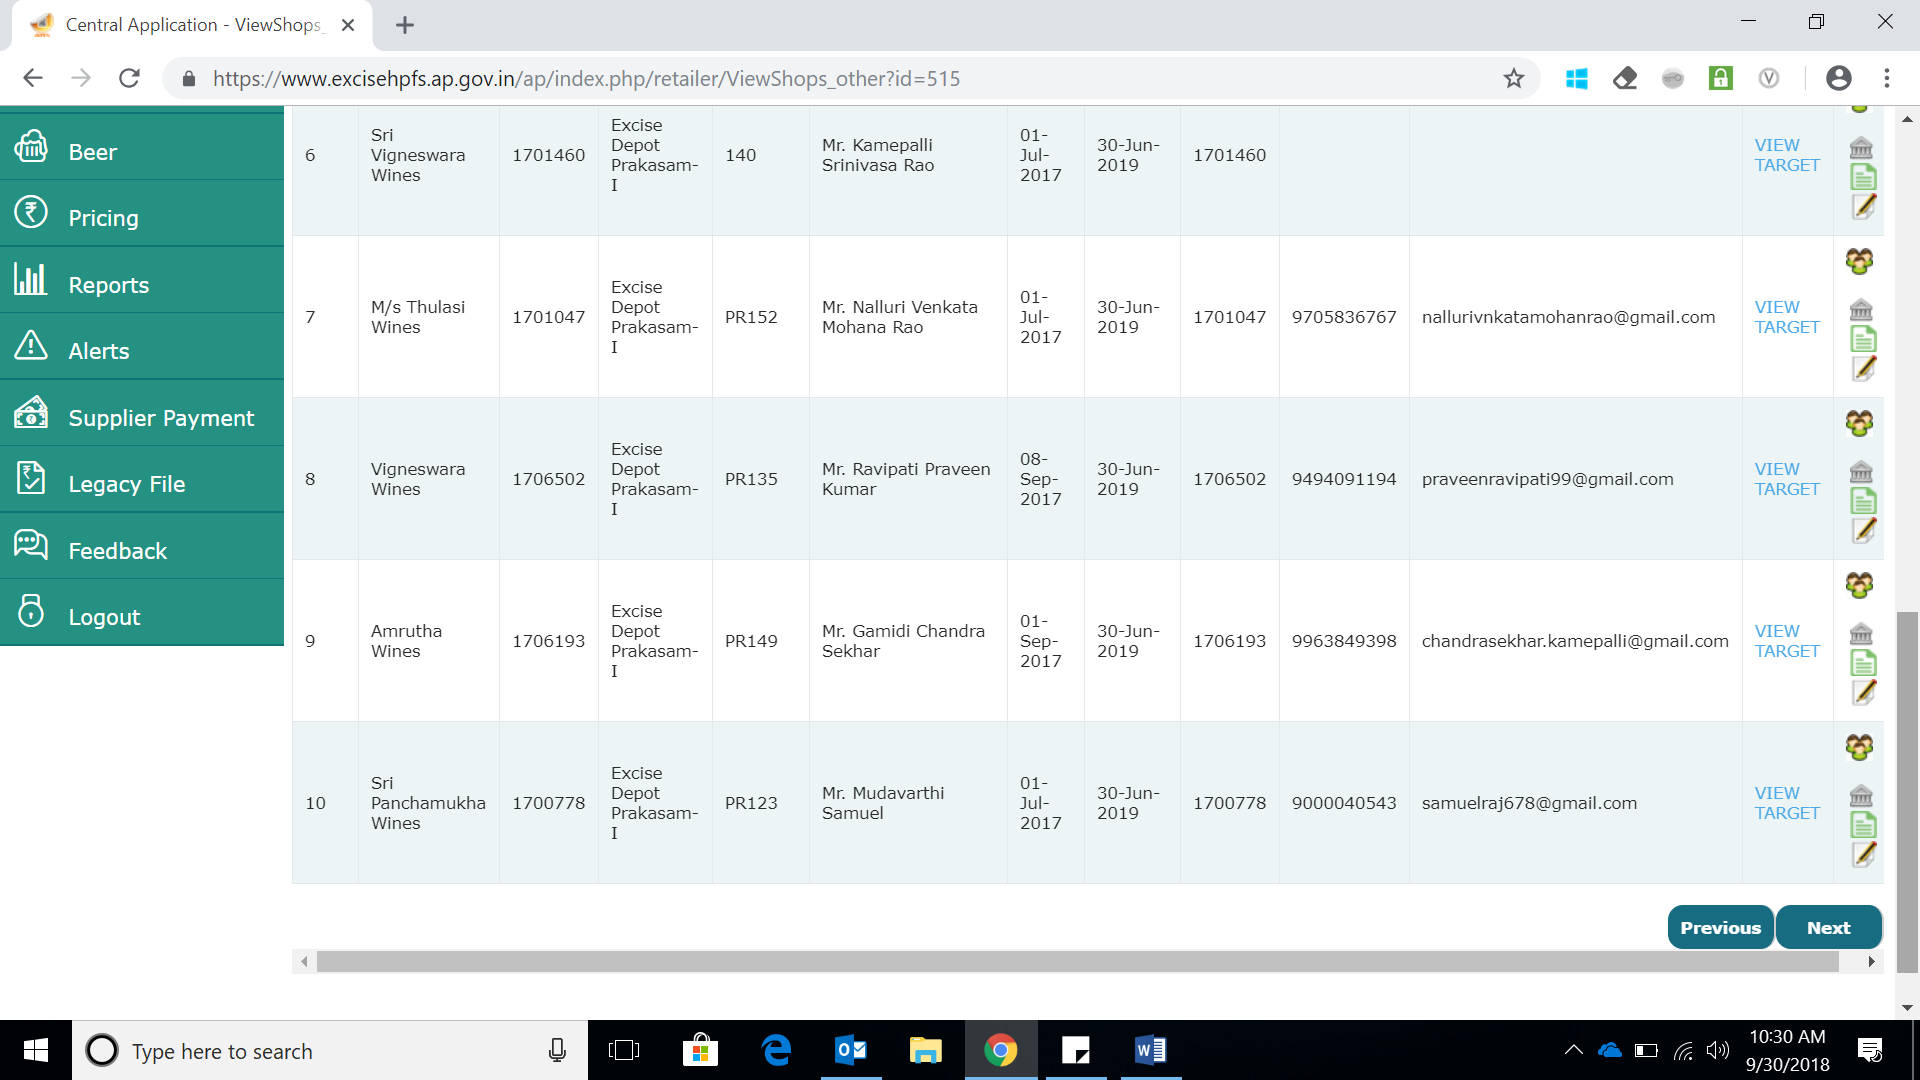 Central Application - ViewShops_
https://www.excisehpfs.ap.gov.in/ap/index.php/retailer/ViewShops_other?id=515
Beer
Pricing
Reports
Alerts
Supplier Payment
Legacy File
Feedback
Logout
6
Sri
Vigneswara
Wines
1701460
Excise
Depot
Prakasam-
I
140
Mr. Kamepalli
Srinivasa Rao
01-
Jul-
2017
30-Jun-
2019
1701460
VIEW
TARGET
7
M/s Thulasi
Wines
1701047
Excise
Depot
Prakasam-
I
PR152
Mr. Nalluri Venkata
Mohana Rao
01-
Jul-
2017
30-Jun-
2019
1701047
9705836767
nallurivnkatamohanrao@gmail.com
VIEW
TARGET
8
Vigneswara
Wines
1706502
Excise
Depot
Prakasam-
I
PR135
Mr. Ravipati Praveen
Kumar
08-
Sep-
2017
30-Jun-
2019
1706502
9494091194
praveenravipati99@gmail.com
VIEW
TARGET
9
Amrutha
Wines
1706193
Excise
Depot
Prakasam-
I
PR149
Mr. Gamidi Chandra
Sekhar
01-
Sep-
2017
30-Jun-
2019
1706193
9963849398
chandrasekhar.kamepalli@gmail.com
VIEW
TARGET
10
Sri
Panchamukha
Wines
1700778
Excise
Depot
Prakasam-
I
PR123
Mr. Mudavarthi
Samuel
01-
Jul-
2017
30-Jun-
2019
1700778
9000040543
samuelraj678@gmail.com
VIEW
TARGET
Previous
Next
Type here to search
10:30 AM
9/30/2018